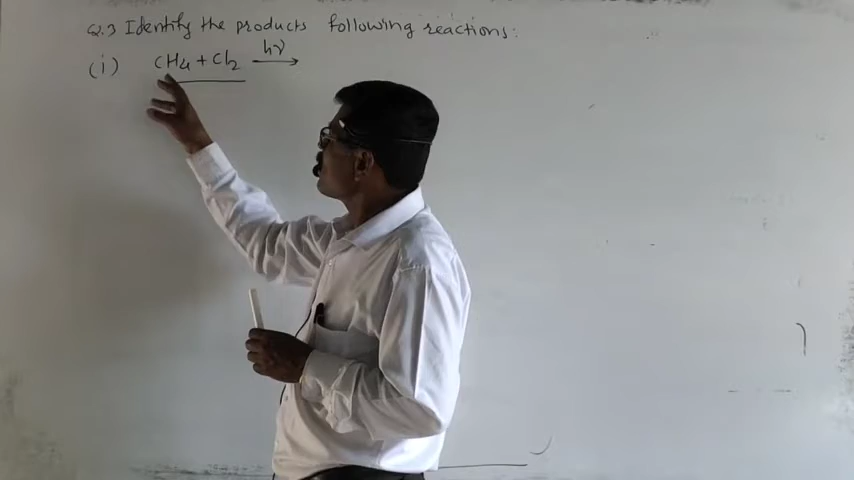 Q.3 Identify the products following reactions:
(i) CH4 + Cl2 hν →